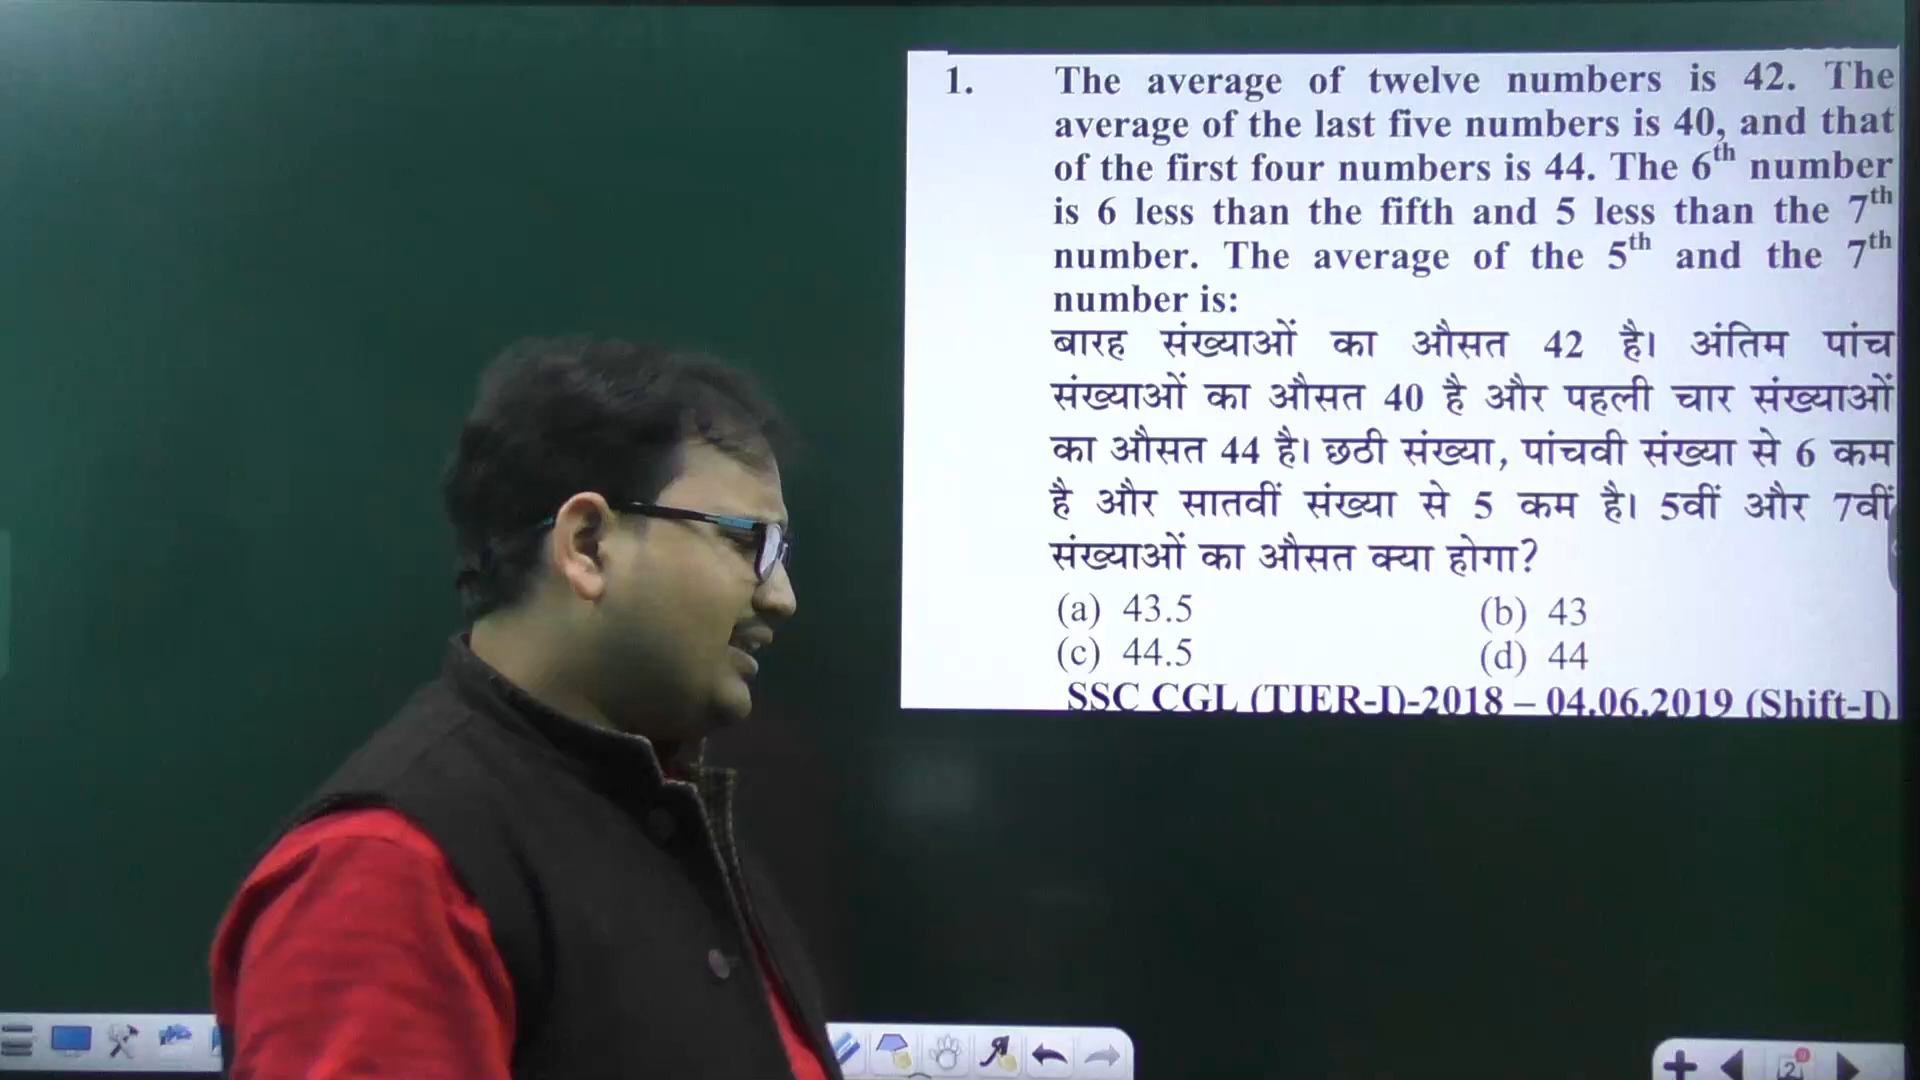 1. The average of twelve numbers is 42. The
average of the last five numbers is 40, and that
of the first four numbers is 44. The 6th number
is 6 less than the fifth and 5 less than the 7th
number. The average of the 5th and the 7th
number is:
बारह संख्याओं का औसत 42 है। अंतिम पांच
संख्याओं का औसत 40 है और पहली चार संख्याओं
का औसत 44 है। छठी संख्या, पांचवी संख्या से 6 कम
है और सातवीं संख्या से 5 कम है। 5वीं और 7वीं
संख्याओं का औसत क्या होगा?
(a) 43.5 (b) 43
(c) 44.5 (d) 44
SSC CGL (TIER-I)-2018 – 04.06.2019 (Shift-I)
2